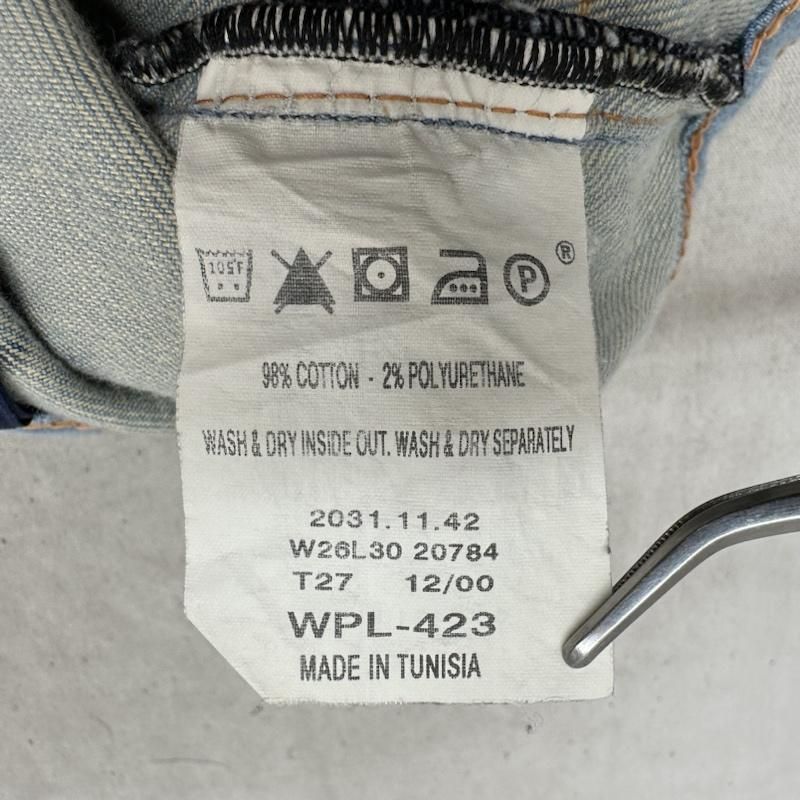 105F
P ®
98% COTTON - 2% POLYURETHANE
WASH & DRY INSIDE OUT. WASH & DRY SEPARATELY
2031.11.42
W26L30 20784
T27 12/00
WPL-423
MADE IN TUNISIA